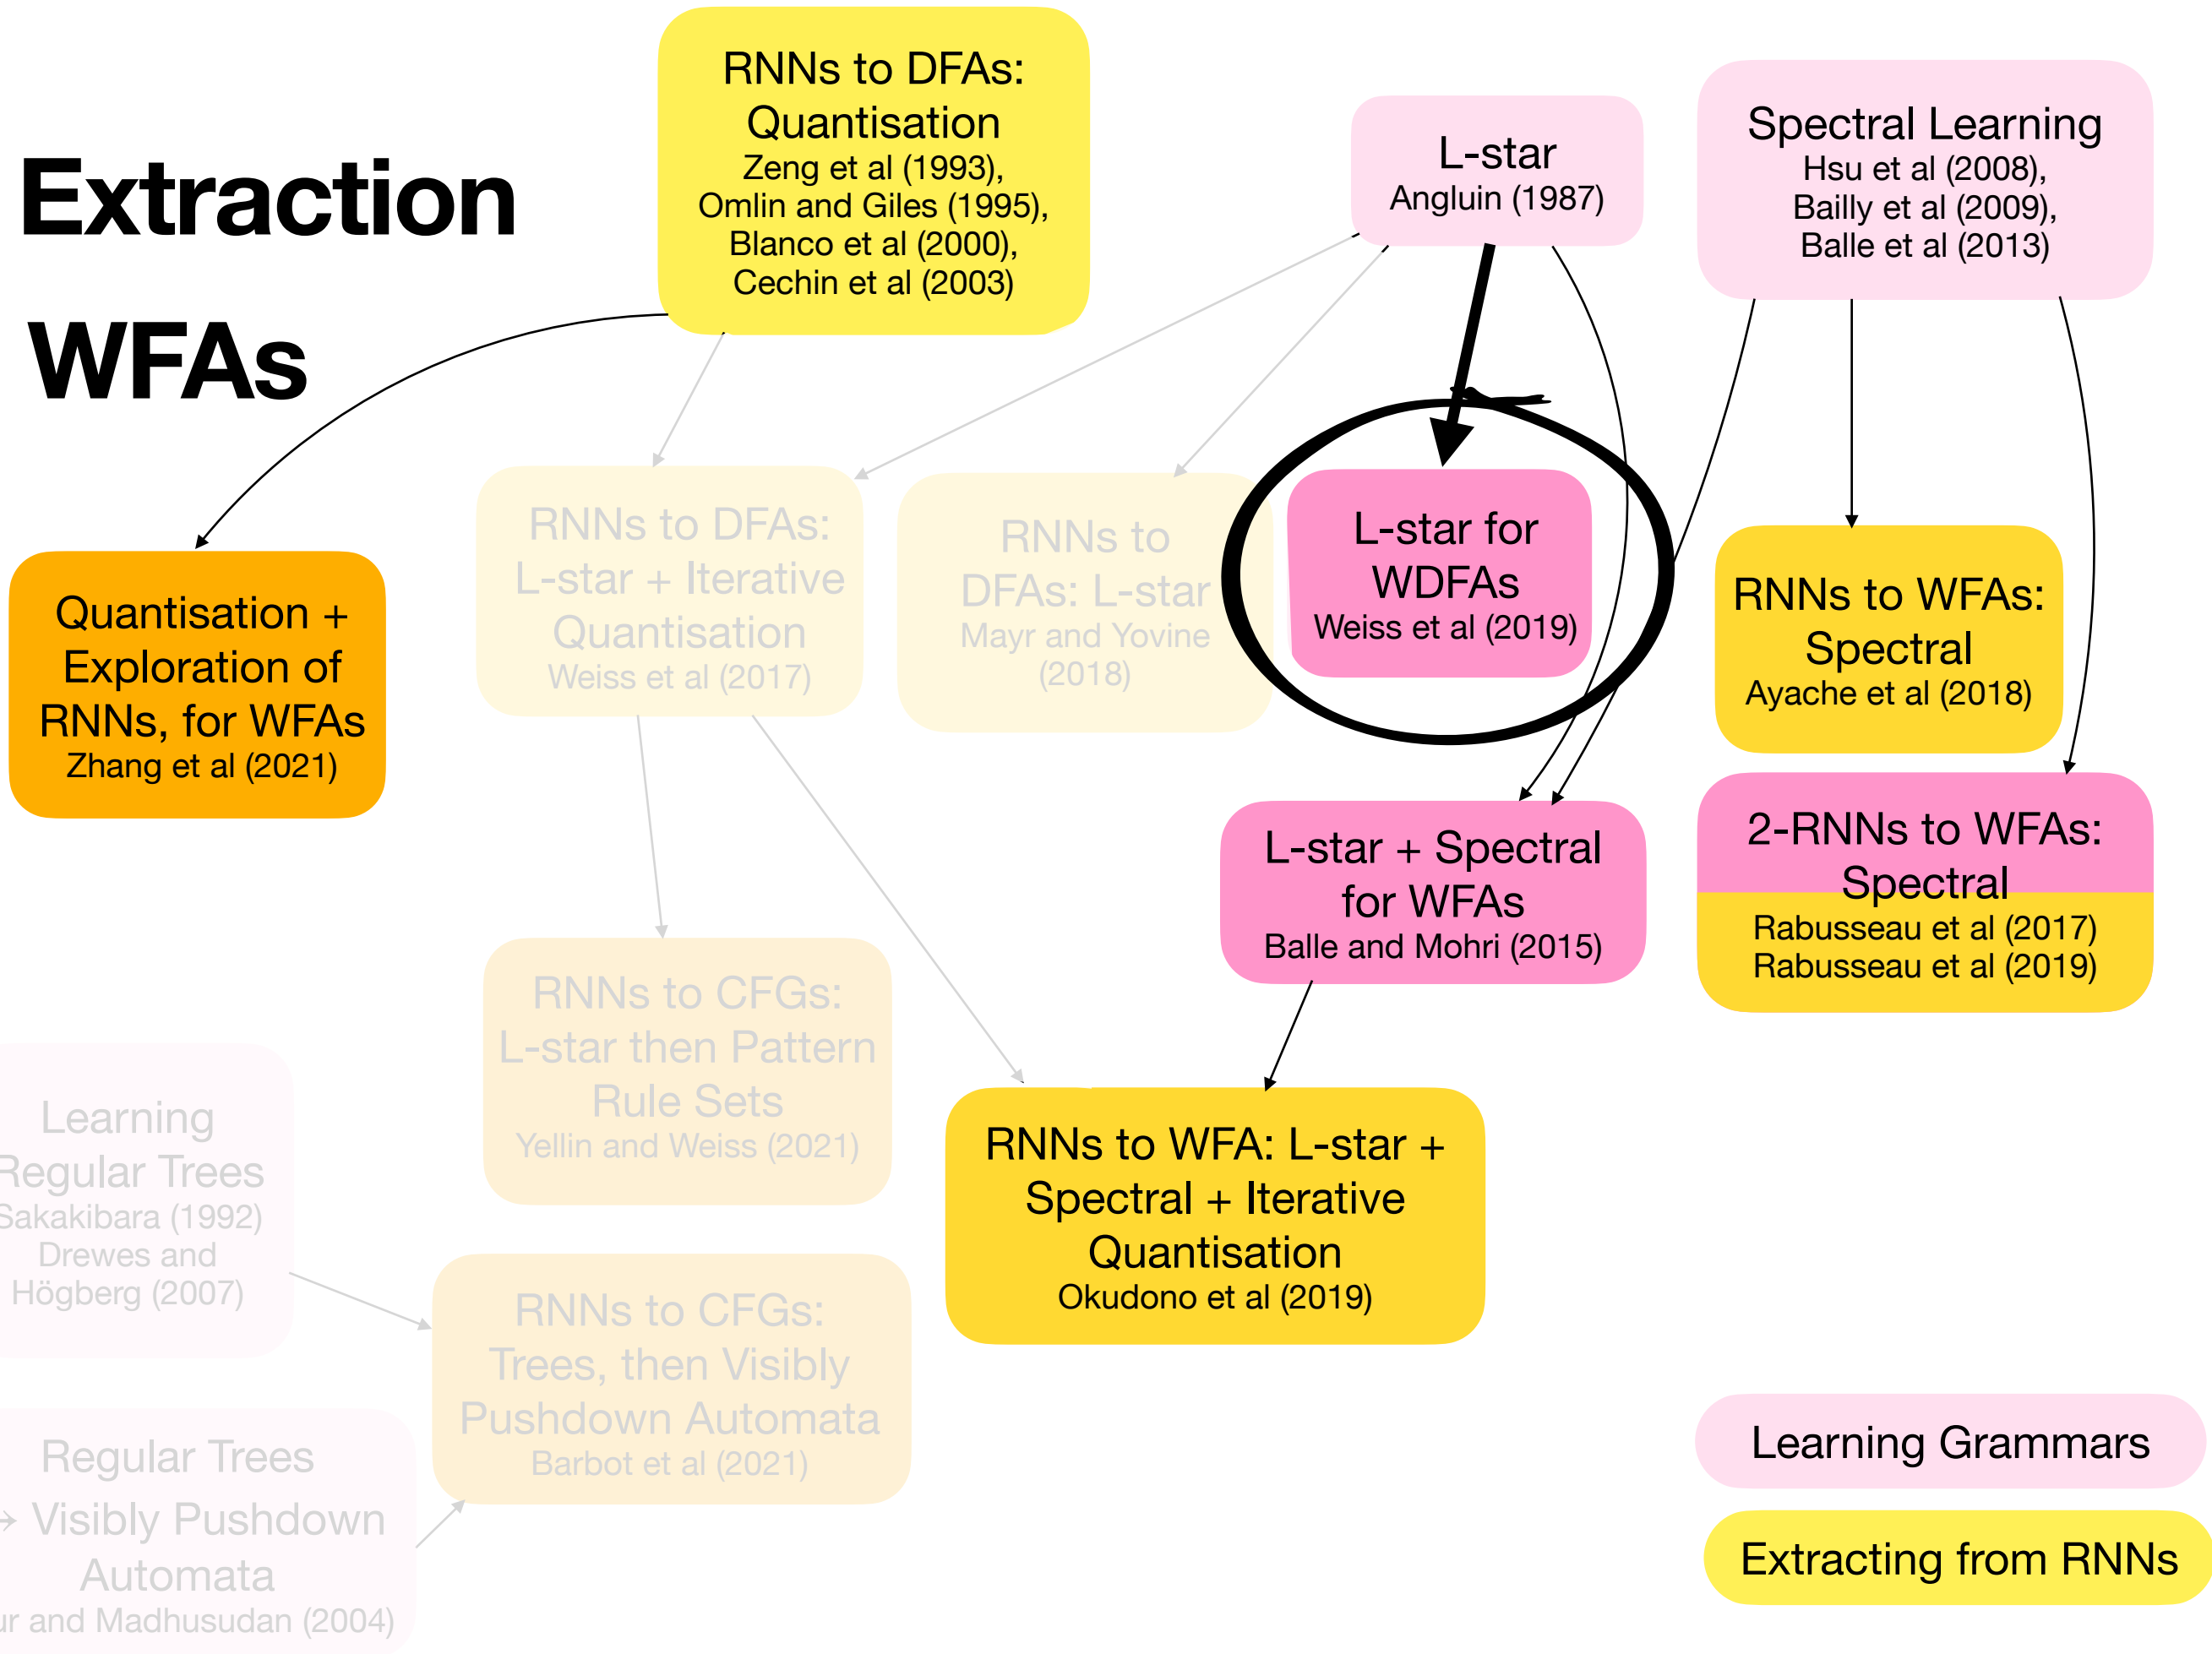 Extraction
WFAs
RNNs to DFAs:
Quantisation
Zeng et al (1993),
Omlin and Giles (1995),
Blanco et al (2000),
Cechin et al (2003)
L-star
Angluin (1987)
Spectral Learning
Hsu et al (2008),
Bailly et al (2009),
Balle et al (2013)
Quantisation +
Exploration of
RNNs, for WFAs
Zhang et al (2021)
RNNs to DFAs:
L-star + Iterative
Quantisation
Weiss et al (2017)
RNNs to
DFAs: L-star
Mayr and Yovine
(2018)
L-star for
WDFAs
Weiss et al (2019)
RNNs to WFAs:
Spectral
Ayache et al (2018)
L-star + Spectral
for WFAs
Balle and Mohri (2015)
2-RNNs to WFAs:
Spectral
Rabusseau et al (2017)
Rabusseau et al (2019)
RNNs to CFGs:
L-star then Pattern
Rule Sets
Yellin and Weiss (2021)
RNNs to WFA: L-star +
Spectral + Iterative
Quantisation
Okudono et al (2019)
Learning
Regular Trees
Sakakibara (1992)
Drewes and
Högberg (2007)
RNNs to CFGs:
Trees, then Visibly
Pushdown Automata
Barbot et al (2021)
Regular Trees
→ Visibly Pushdown
Automata
and Madhusudan (2004)
Learning Grammars
Extracting from RNNs